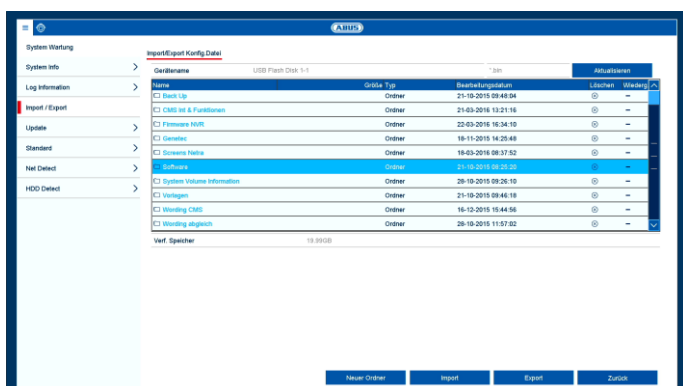 ABUS
System Wartung
System Info
Log Information
Import / Export
Update
Standard
Net Detect
HDD Detect
Import/Export Konfig.Datei
Gerätename USB Flash Disk 1-1 *.bin Aktualisieren
Name Größe Typ Bearbeitungsdatum Löschen Wiederg
Back Up Ordner 21-10-2015 09:48:04 –
CMS Int & Funktionen Ordner 21-03-2016 13:21:16 –
Firmware NVR Ordner 22-03-2016 16:34:10 –
Genetec Ordner 18-11-2015 14:25:48 –
Screens Netra Ordner 18-03-2016 08:37:52 –
Software Ordner 21-10-2015 08:25:20 –
System Volume Information Ordner 28-10-2015 09:26:10 –
Vorlagen Ordner 21-10-2015 09:46:18 –
Wording CMS Ordner 16-12-2015 15:44:56 –
Wording abgleich Ordner 28-10-2015 11:57:02 –
Verf. Speicher 19.99GB
Neuer Ordner Import Export Zurück